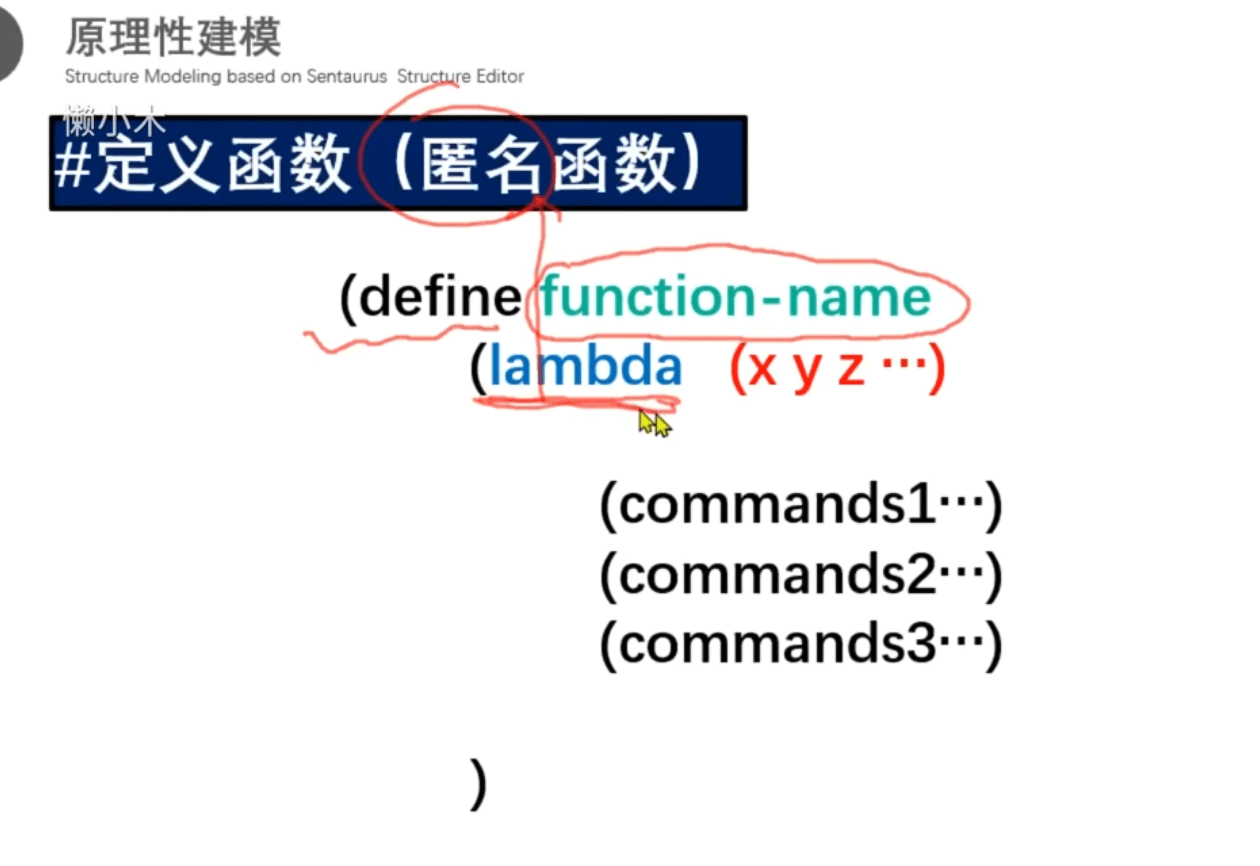 原理性建模
Structure Modeling based on Sentaurus Structure Editor
懒小木
#定义函数（匿名函数）
(define function-name
(lambda (x y z …)
(commands1…)
(commands2…)
(commands3…)
)